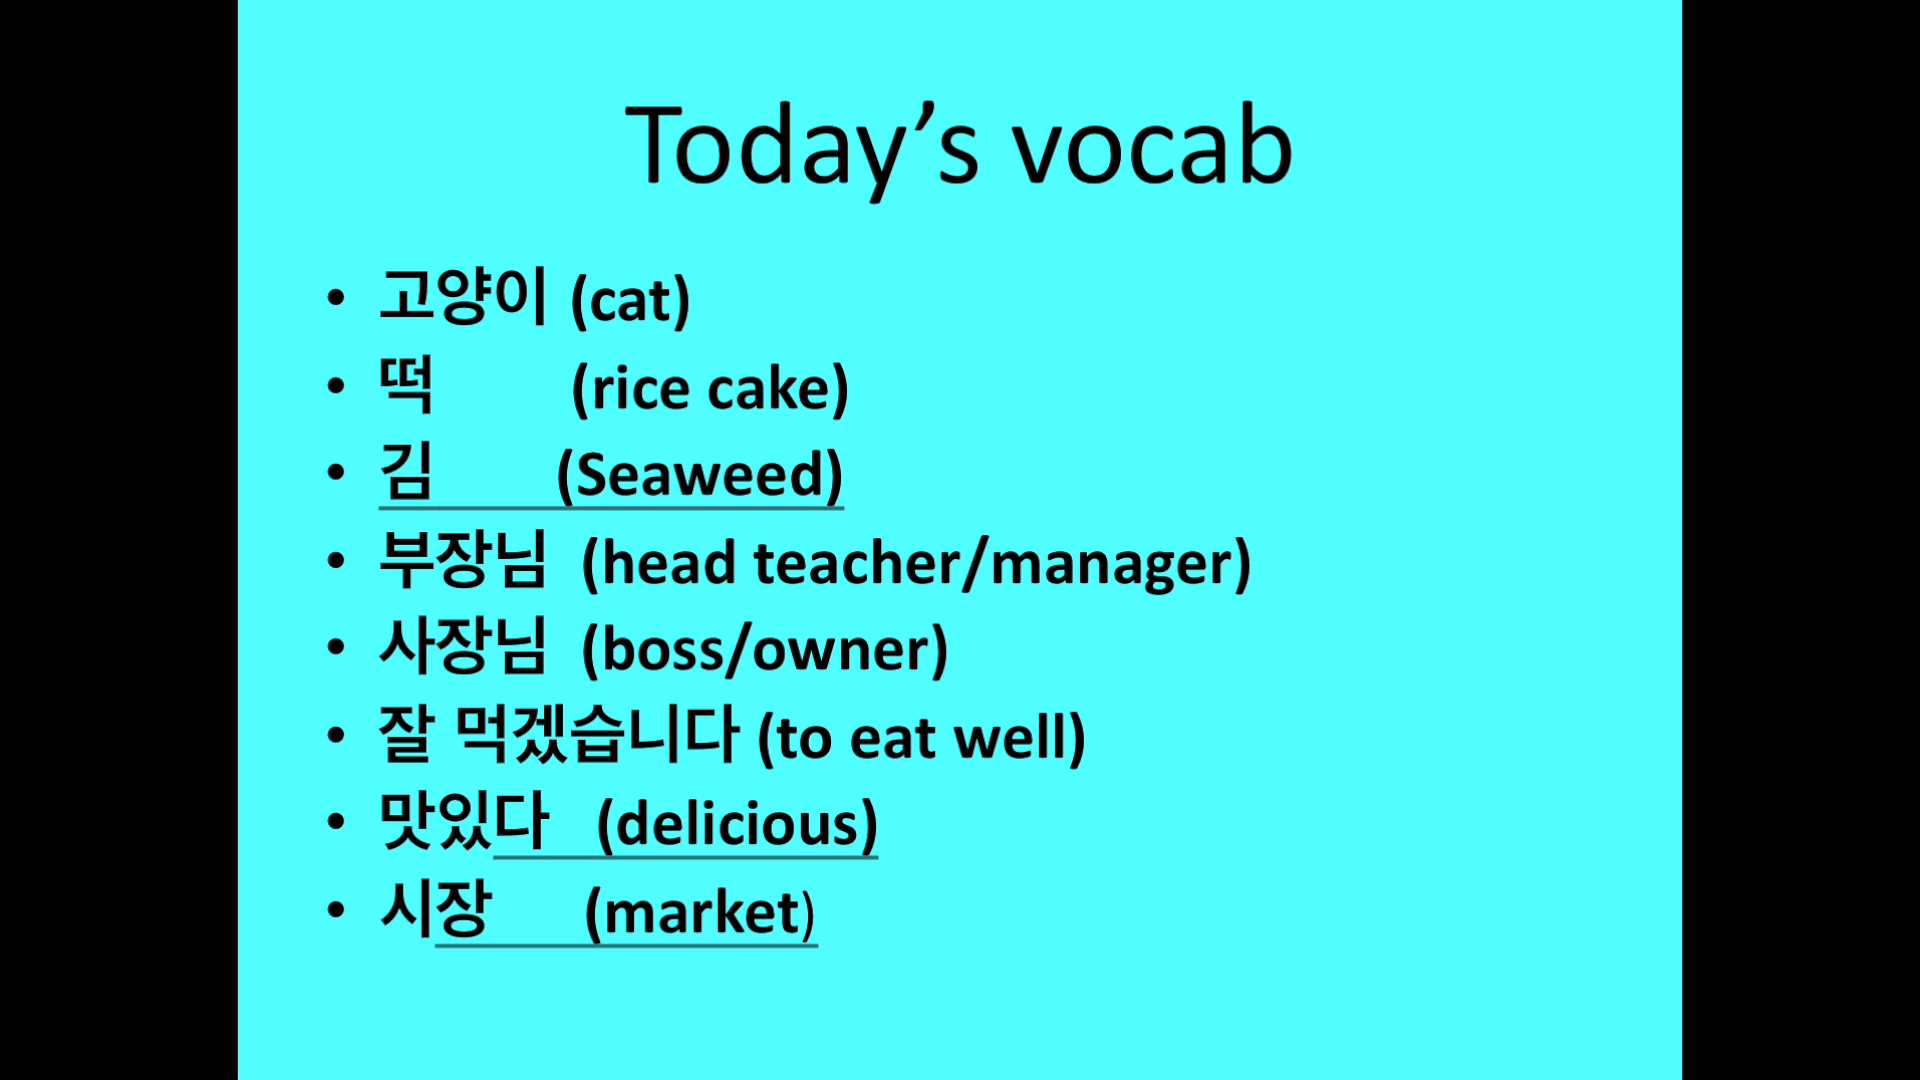 Today’s vocab
• 고양이 (cat)
• 떡 (rice cake)
• 김 (Seaweed)
• 부장님 (head teacher/manager)
• 사장님 (boss/owner)
• 잘 먹겠습니다 (to eat well)
• 맛있다 (delicious)
• 시장 (market)